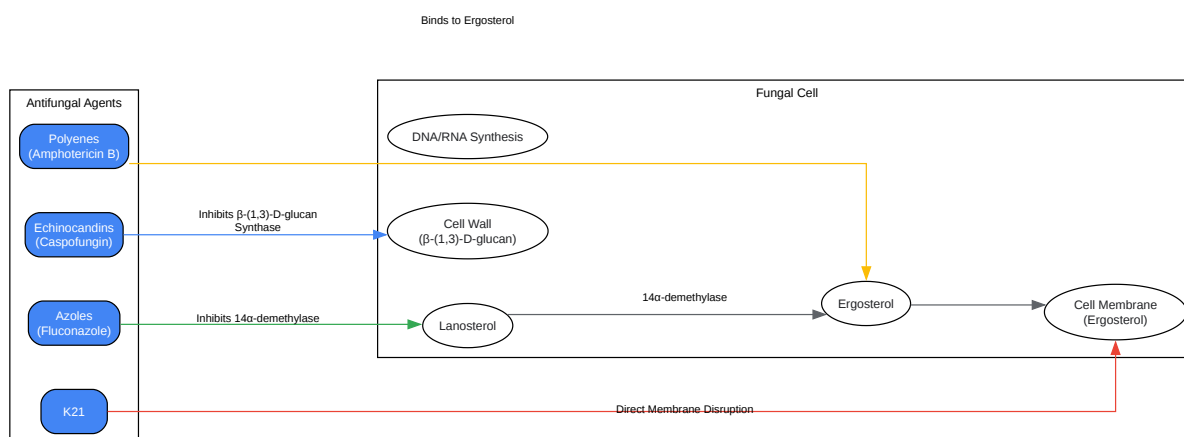 Binds to Ergosterol
Antifungal Agents
Fungal Cell
Polyenes
(Amphotericin B)
DNA/RNA Synthesis
Echinocandins
(Caspofungin)
Inhibits β-(1,3)-D-glucan
Synthase
Cell Wall
(β-(1,3)-D-glucan)
Azoles
(Fluconazole)
Inhibits 14α-demethylase
Lanosterol
14α-demethylase
Ergosterol
Cell Membrane
(Ergosterol)
K21
Direct Membrane Disruption